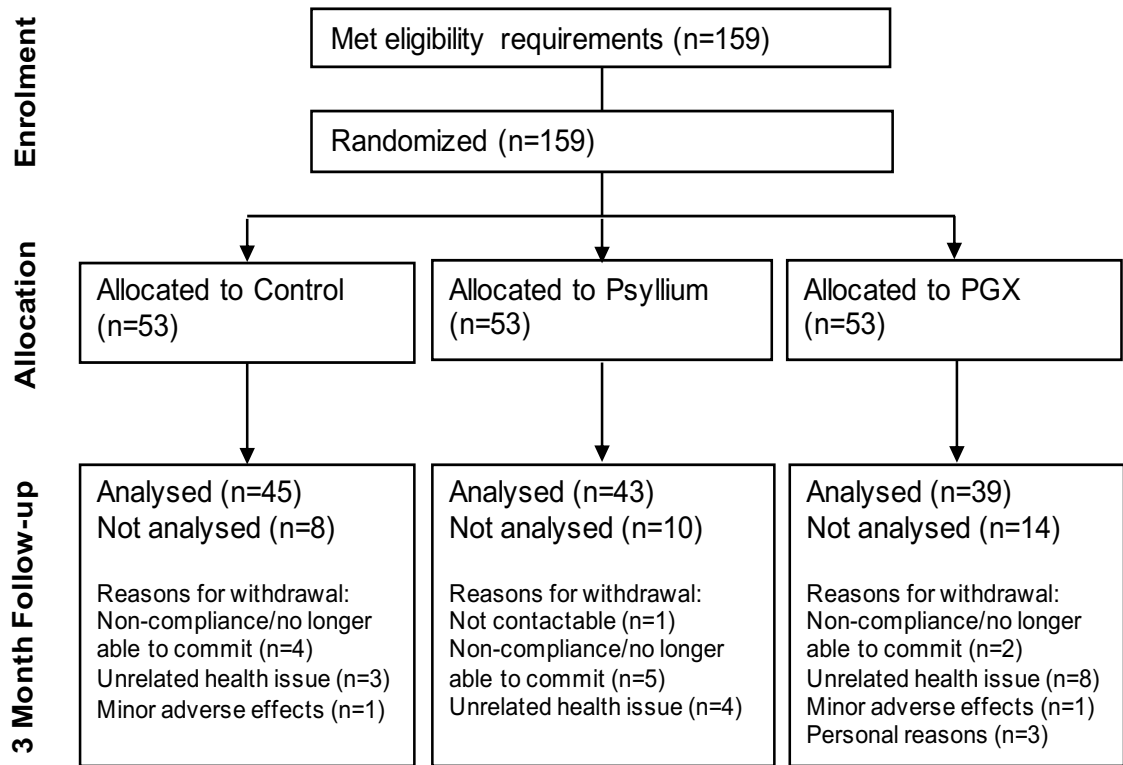 Enrolment
Met eligibility requirements (n=159)
Randomized (n=159)
Allocation
Allocated to Control
(n=53)
Allocated to Psyllium
(n=53)
Allocated to PGX
(n=53)
3 Month Follow-up
Analysed (n=45)
Not analysed (n=8)
Reasons for withdrawal:
Non-compliance/no longer
able to commit (n=4)
Unrelated health issue (n=3)
Minor adverse effects (n=1)
Analysed (n=43)
Not analysed (n=10)
Reasons for withdrawal:
Not contactable (n=1)
Non-compliance/no longer
able to commit (n=5)
Unrelated health issue (n=4)
Analysed (n=39)
Not analysed (n=14)
Reasons for withdrawal:
Non-compliance/no longer
able to commit (n=2)
Unrelated health issue (n=8)
Minor adverse effects (n=1)
Personal reasons (n=3)